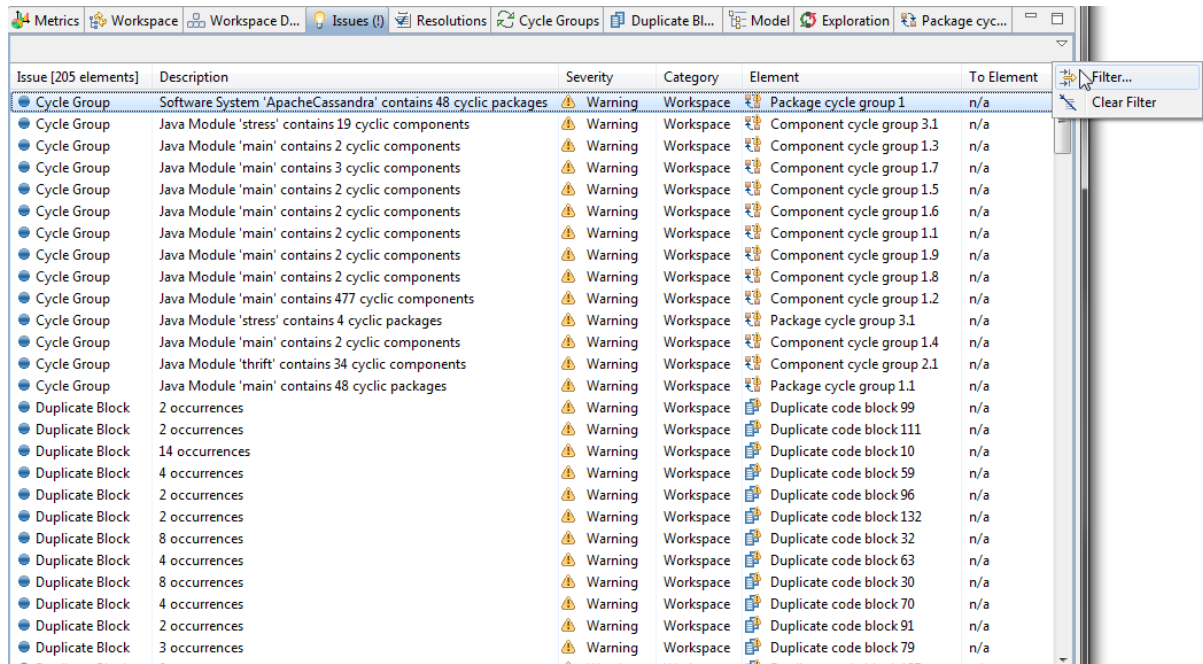 Metrics Workspace Workspace D... Issues (!) Resolutions Cycle Groups Duplicate Bl... Model Exploration Package cyc...
Issue [205 elements] Description Severity Category Element To Element
Filter...
Clear Filter
Cycle Group Software System 'ApacheCassandra' contains 48 cyclic packages Warning Workspace Package cycle group 1 n/a
Cycle Group Java Module 'stress' contains 19 cyclic components Warning Workspace Component cycle group 3.1 n/a
Cycle Group Java Module 'main' contains 2 cyclic components Warning Workspace Component cycle group 1.3 n/a
Cycle Group Java Module 'main' contains 3 cyclic components Warning Workspace Component cycle group 1.7 n/a
Cycle Group Java Module 'main' contains 2 cyclic components Warning Workspace Component cycle group 1.5 n/a
Cycle Group Java Module 'main' contains 2 cyclic components Warning Workspace Component cycle group 1.6 n/a
Cycle Group Java Module 'main' contains 2 cyclic components Warning Workspace Component cycle group 1.1 n/a
Cycle Group Java Module 'main' contains 2 cyclic components Warning Workspace Component cycle group 1.9 n/a
Cycle Group Java Module 'main' contains 2 cyclic components Warning Workspace Component cycle group 1.8 n/a
Cycle Group Java Module 'main' contains 477 cyclic components Warning Workspace Component cycle group 1.2 n/a
Cycle Group Java Module 'stress' contains 4 cyclic packages Warning Workspace Package cycle group 3.1 n/a
Cycle Group Java Module 'main' contains 2 cyclic components Warning Workspace Component cycle group 1.4 n/a
Cycle Group Java Module 'thrift' contains 34 cyclic components Warning Workspace Component cycle group 2.1 n/a
Cycle Group Java Module 'main' contains 48 cyclic packages Warning Workspace Package cycle group 1.1 n/a
Duplicate Block 2 occurrences Warning Workspace Duplicate code block 99 n/a
Duplicate Block 2 occurrences Warning Workspace Duplicate code block 111 n/a
Duplicate Block 14 occurrences Warning Workspace Duplicate code block 10 n/a
Duplicate Block 4 occurrences Warning Workspace Duplicate code block 59 n/a
Duplicate Block 2 occurrences Warning Workspace Duplicate code block 96 n/a
Duplicate Block 2 occurrences Warning Workspace Duplicate code block 132 n/a
Duplicate Block 8 occurrences Warning Workspace Duplicate code block 32 n/a
Duplicate Block 4 occurrences Warning Workspace Duplicate code block 63 n/a
Duplicate Block 8 occurrences Warning Workspace Duplicate code block 30 n/a
Duplicate Block 4 occurrences Warning Workspace Duplicate code block 70 n/a
Duplicate Block 2 occurrences Warning Workspace Duplicate code block 91 n/a
Duplicate Block 3 occurrences Warning Workspace Duplicate code block 79 n/a